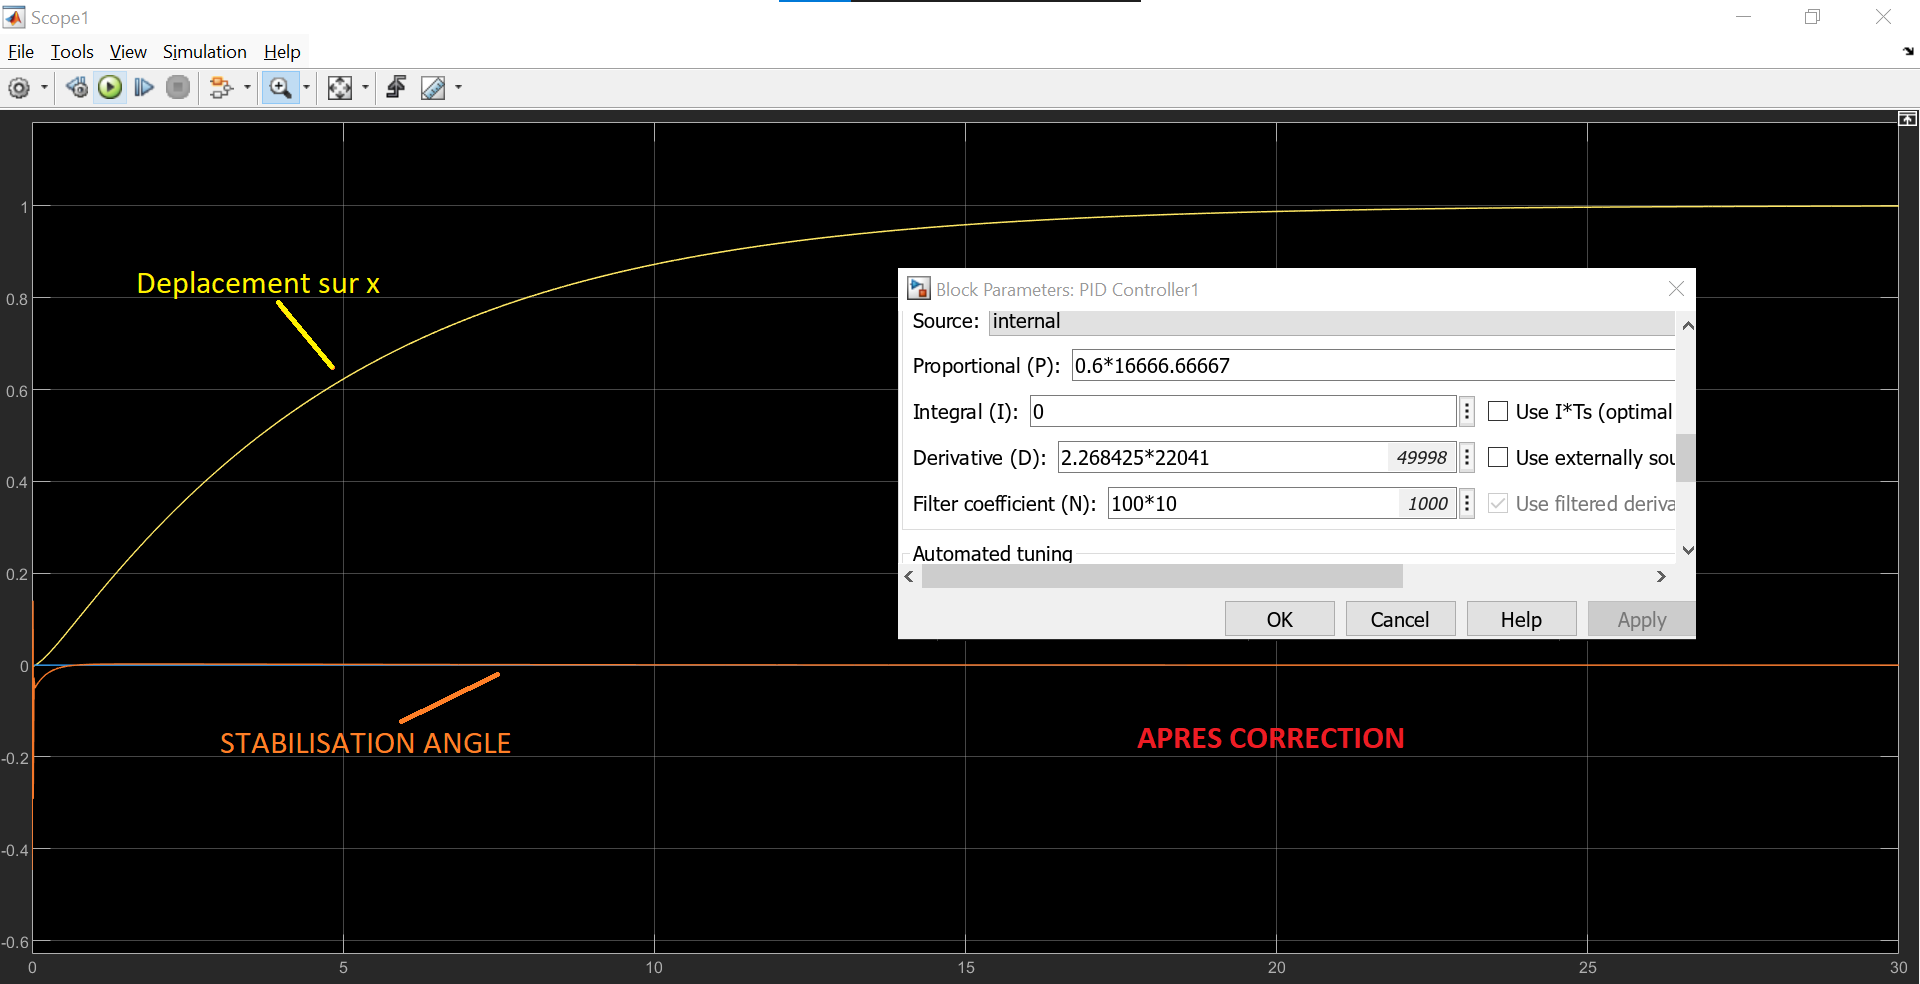 Scope1
File Tools View Simulation Help
1
0.8
0.6
0.4
0.2
0
-0.2
-0.4
-0.6
0 5 10 15 20 25 30
Deplacement sur x
STABILISATION ANGLE
APRES CORRECTION
Block Parameters: PID Controller1
Source: internal
Proportional (P): 0.6*16666.66667
Integral (I): 0 Use I*Ts (optimal
Derivative (D): 2.268425*22041 49998 Use externally sou
Filter coefficient (N): 100*10 1000 Use filtered deriva
Automated tuning
OK Cancel Help Apply